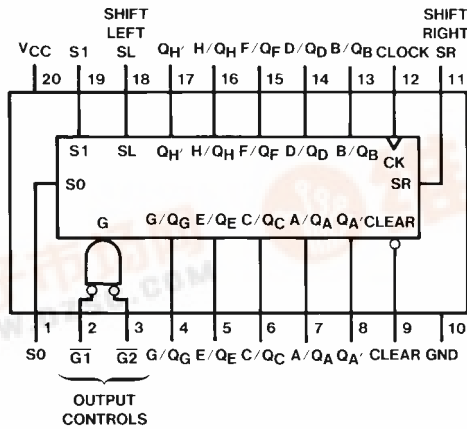 SHIFT LEFT SHIFT RIGHT
VCC S1 SL QH' H/QH F/QF D/QD B/QB CLOCK SR
20 19 18 17 16 15 14 13 12 11
S1 SL QH' H/QH F/QF D/QD B/QB CK
S0 SR
G G/QG E/QE C/QC A/QA QA' CLEAR
1 2 3 4 5 6 7 8 9 10
S0 G1 G2 G/QG E/QE C/QC A/QA QA' CLEAR GND
OUTPUT
CONTROLS